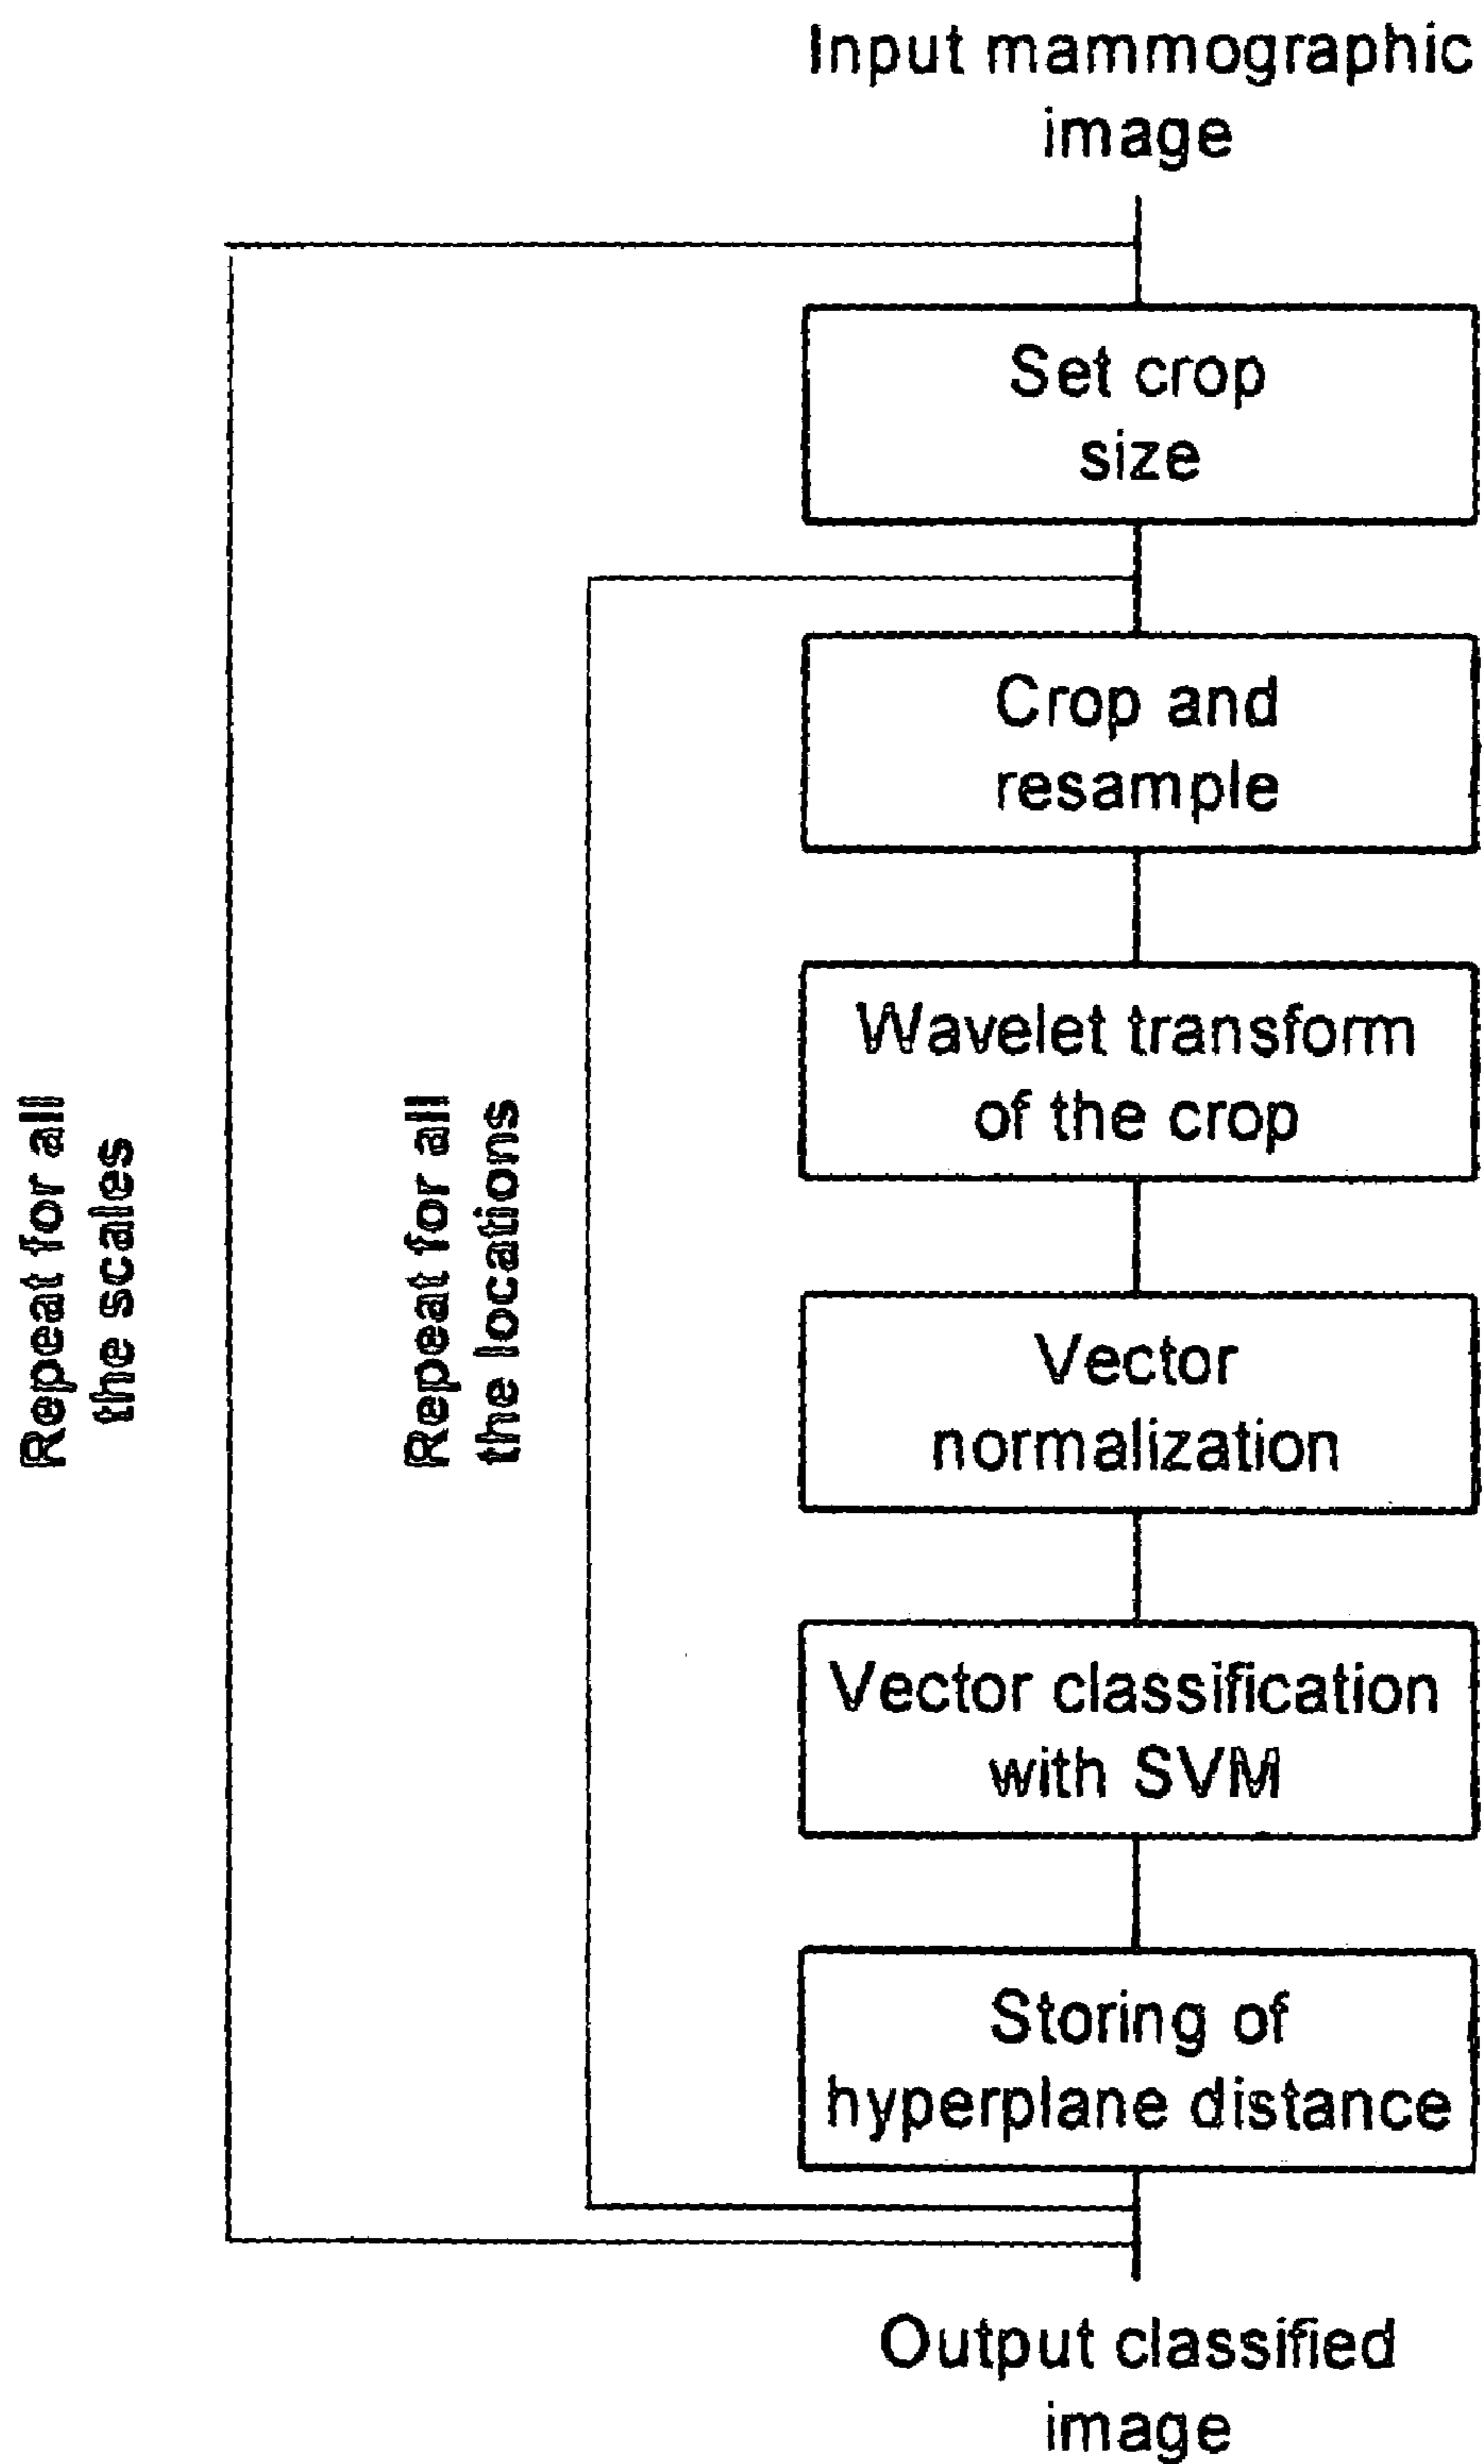 Input mammographic
image
Set crop
size
Crop and
resample
Wavelet transform
of the crop
Vector
normalization
Vector classification
with SVM
Storing of
hyperplane distance
Output classified
image
Repeat for all
the scales
Repeat for all
the locations